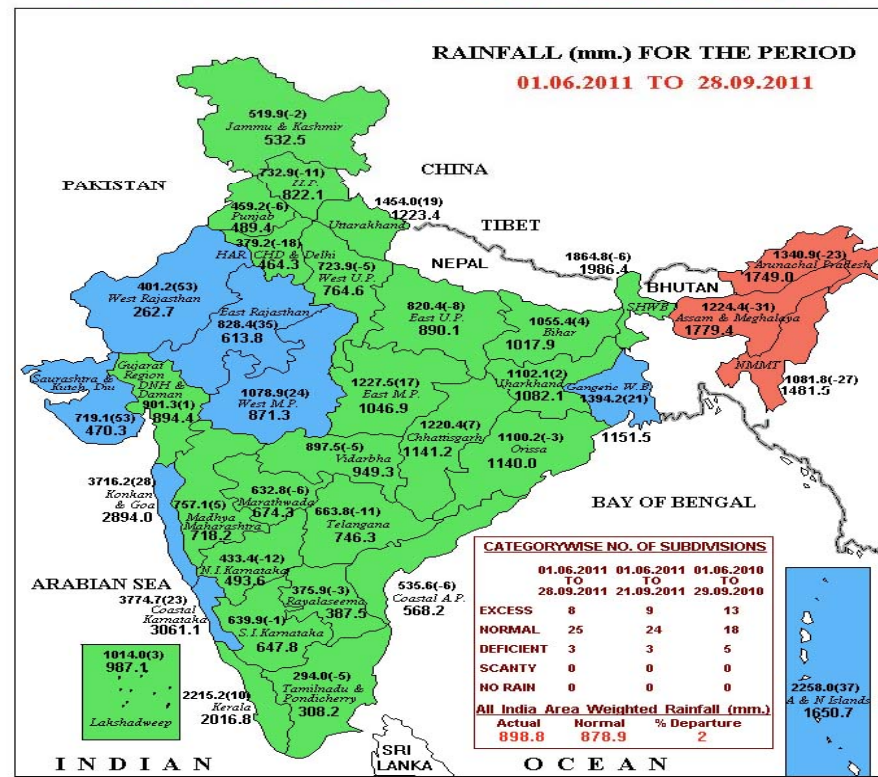 RAINFALL (mm.) FOR THE PERIOD
01.06.2011 TO 28.09.2011
519.9(-2)
Jammu & Kashmir
532.5
CHINA
PAKISTAN
732.9(-11)
H.P.
822.1
459.2(-6)
Punjab
489.4
1454.0(19)
1223.4
Uttarakhand
TIBET
379.2(-18)
HAR. CHD & Delhi
464.3
723.9(-5)
West U.P.
764.6
NEPAL
1864.8(-6)
1986.4
SHWB
BHUTAN
1340.9(-23)
Arunachal Pradesh
1749.0
401.2(53)
West Rajasthan
262.7
East Rajasthan
828.4(35)
613.8
820.4(-8)
East U.P.
890.1
1055.4(4)
Bihar
1017.9
1224.4(-31)
Assam & Meghalaya
1779.4
NMMT
1081.8(-27)
1481.5
Saurashtra &
Kutch, Diu
719.1(53)
470.3
Gujarat
Region
DNH &
Daman
901.3(1)
894.4
1078.9(24)
West M.P.
871.3
1227.5(17)
East M.P.
1046.9
1102.1(2)
Jharkhand
1082.1
Gangetic W.B.
1394.2(21)
1151.5
1220.4(7)
Chhattisgarh
1141.2
1100.2(-3)
Orissa
1140.0
897.5(-5)
Vidarbha
949.3
3716.2(28)
Konkan
& Goa
2894.0
757.1(5)
Madhya
Maharashtra
718.2
632.8(-6)
Marathwada
674.3
663.8(-11)
Telangana
746.3
BAY OF BENGAL
433.4(-12)
N.I.Karnataka
493.6
ARABIAN SEA
3774.7(23)
Coastal
Karnataka
3061.1
375.9(-3)
Rayalaseema
387.5
535.6(-6)
Coastal A.P.
568.2
639.9(-1)
S.I.Karnataka
647.8
1014.0(3)
987.1
Lakshadweep
2215.2(10)
Kerala
2016.8
294.0(-5)
Tamilnadu &
Pondicherry
308.2
SRI
LANKA
INDIAN OCEAN
CATEGORYWISE NO. OF SUBDIVISIONS
01.06.2011 01.06.2011 01.06.2010
TO TO TO
28.09.2011 21.09.2011 29.09.2010
EXCESS 8 9 13
NORMAL 25 24 18
DEFICIENT 3 3 5
SCANTY 0 0 0
NO RAIN 0 0 0
All India Area Weighted Rainfall (mm.)
Actual Normal % Departure
898.8 878.9 2
2258.0(37)
A & N Islands
1650.7